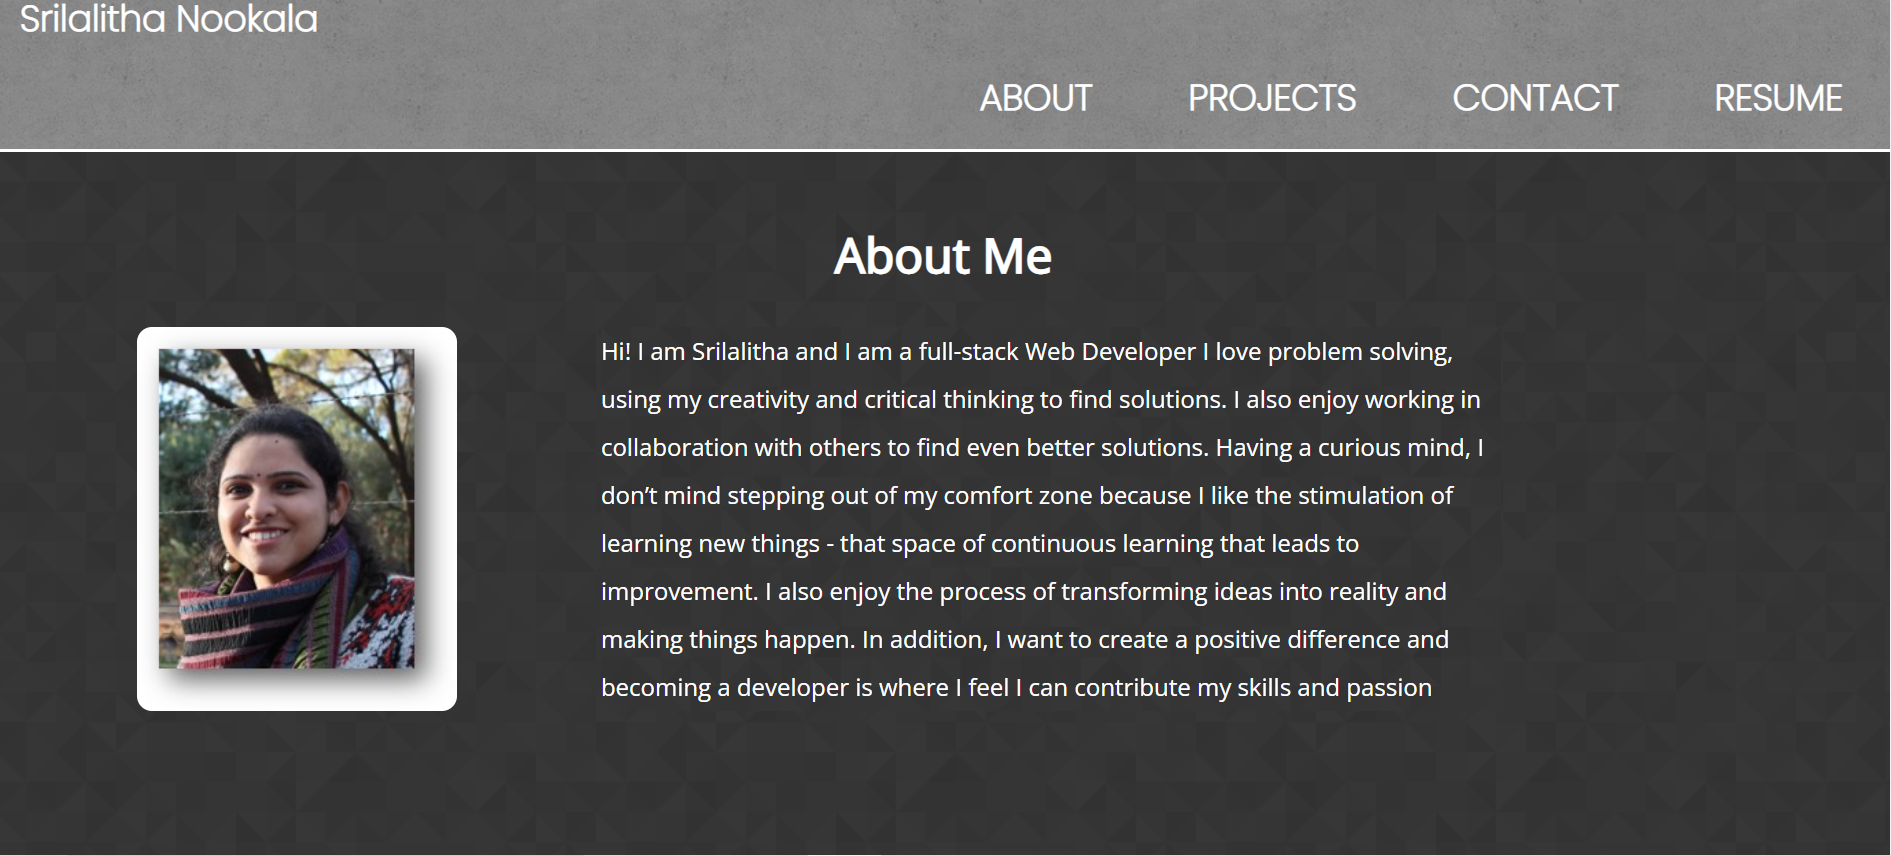 Srilalitha Nookala
ABOUT PROJECTS CONTACT RESUME
About Me
Hi! I am Srilalitha and I am a full-stack Web Developer I love problem solving,
using my creativity and critical thinking to find solutions. I also enjoy working in
collaboration with others to find even better solutions. Having a curious mind, I
don’t mind stepping out of my comfort zone because I like the stimulation of
learning new things - that space of continuous learning that leads to
improvement. I also enjoy the process of transforming ideas into reality and
making things happen. In addition, I want to create a positive difference and
becoming a developer is where I feel I can contribute my skills and passion